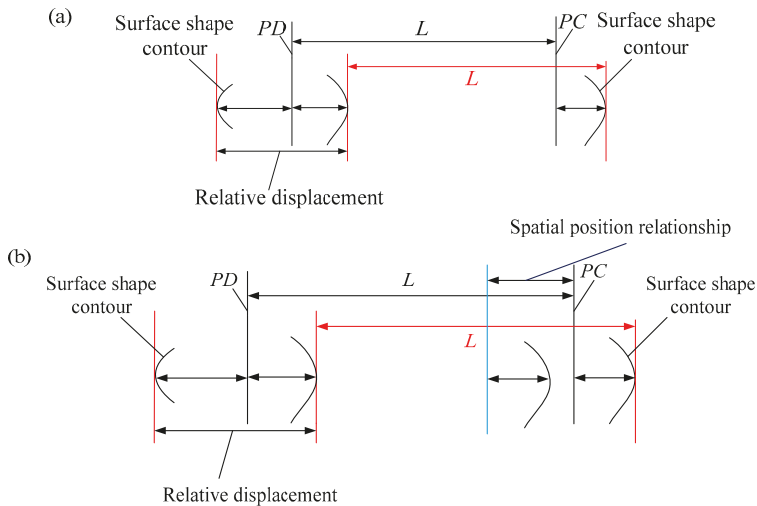 (a)
Surface shape
contour
PD
L
PC
Surface shape
contour
L
Relative displacement
(b)
Spatial position relationship
Surface shape
contour
PD
L
PC
Surface shape
contour
L
Relative displacement